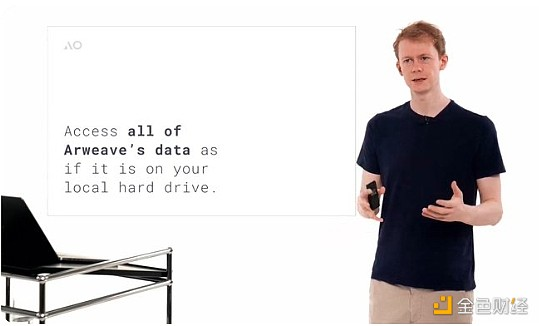 AO
Access all of
Arweave's data as
if it is on your
local hard drive.
金色财经